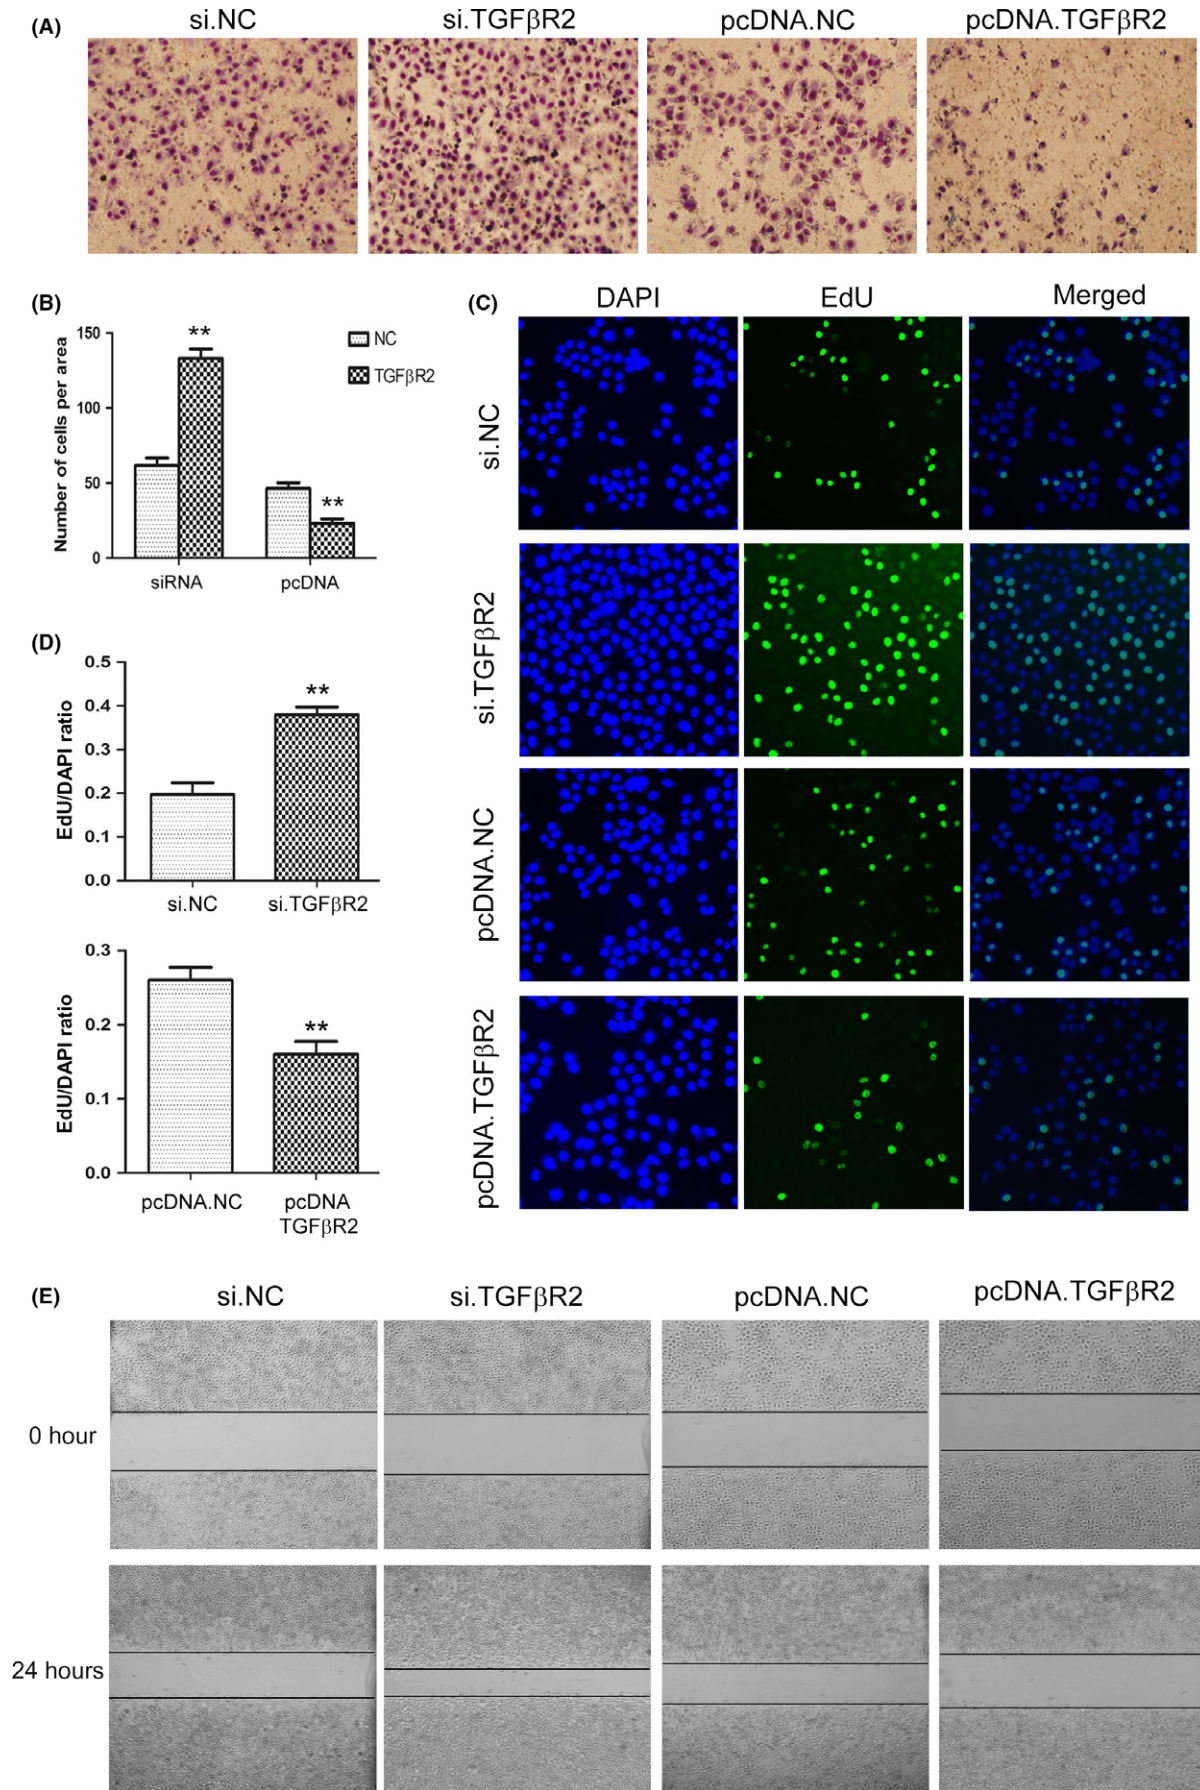 (A)
si.NC
si.TGFβR2
pcDNA.NC
pcDNA.TGFβR2
(B)
Number of cells per area
150
100
50
0
**
**
NC
TGFβR2
siRNA
pcDNA
(C)
DAPI
EdU
Merged
si.NC
si.TGFβR2
pcDNA.NC
pcDNA.TGFβR2
(D)
EdU/DAPI ratio
0.5
0.4
0.3
0.2
0.1
0.0
**
si.NC
si.TGFβR2
EdU/DAPI ratio
0.3
0.2
0.1
0.0
**
pcDNA.NC
pcDNA
TGFβR2
(E)
si.NC
si.TGFβR2
pcDNA.NC
pcDNA.TGFβR2
0 hour
24 hours